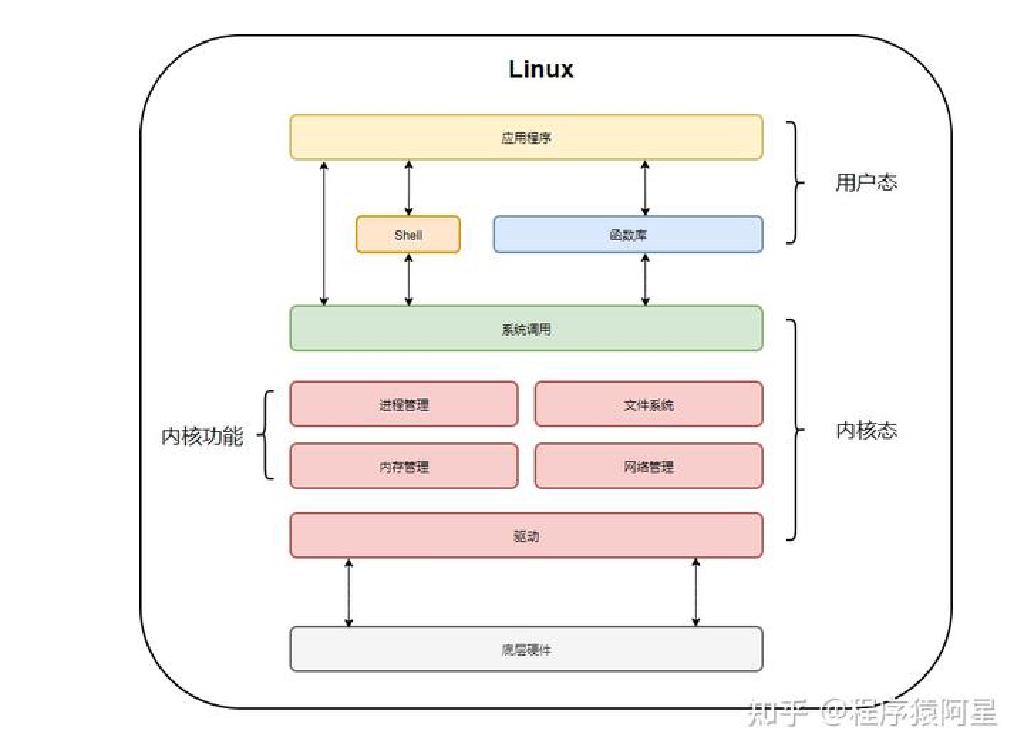 Linux
应用程序
用户态
Shell
函数库
系统调用
进程管理
文件系统
内核功能
内核态
内存管理
网络管理
驱动
底层硬件
知乎 @程序猿阿星